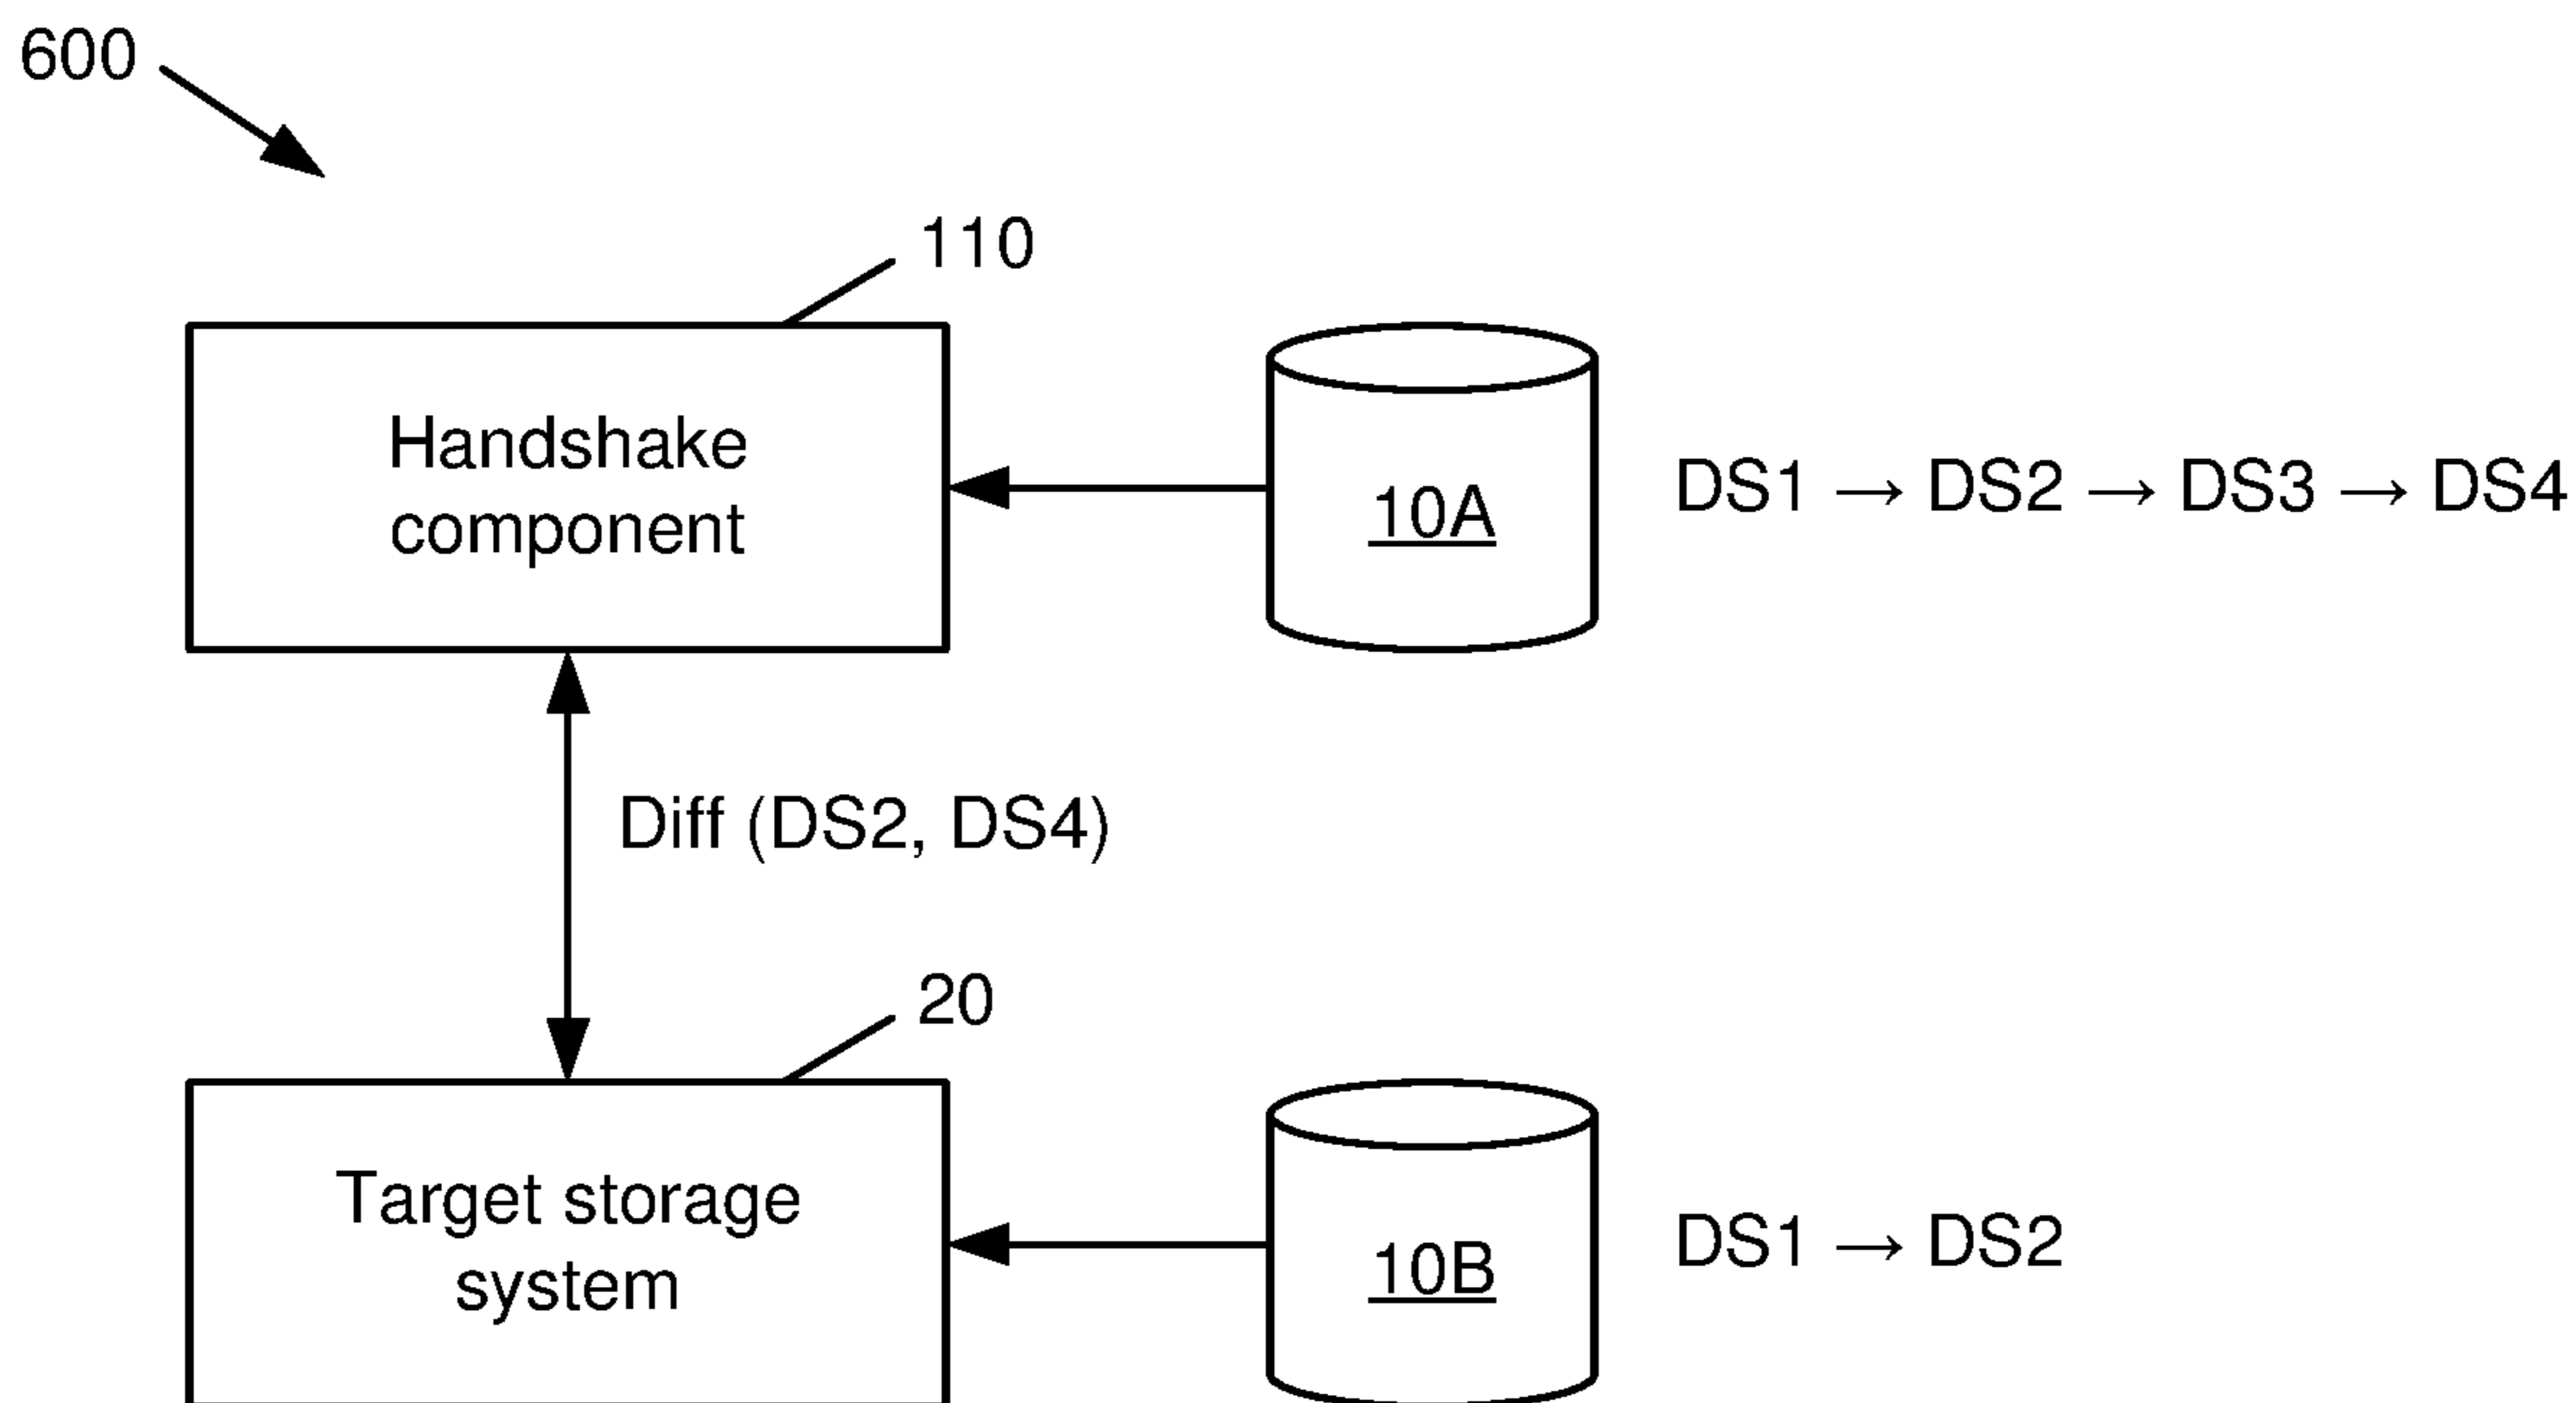 600
110
Handshake
component
10A
DS1 → DS2 → DS3 → DS4
Diff (DS2, DS4)
20
Target storage
system
10B
DS1 → DS2